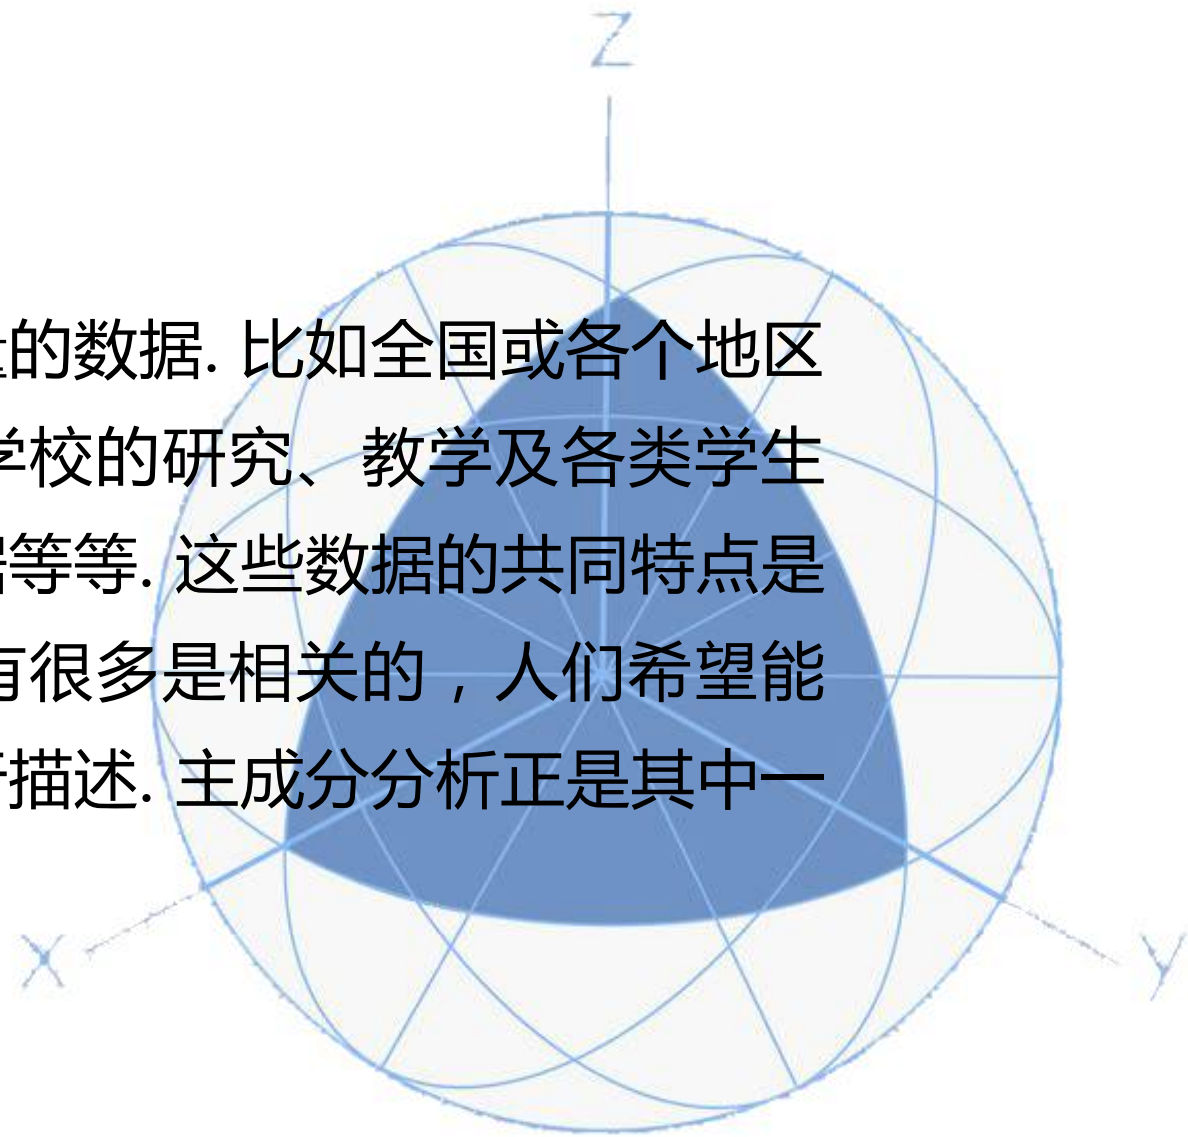 Z
的数据. 比如全国或各个地区
学校的研究、教学及各类学生
等等. 这些数据的共同特点是
有很多是相关的，人们希望能
描述. 主成分分析正是其中一
X
Y